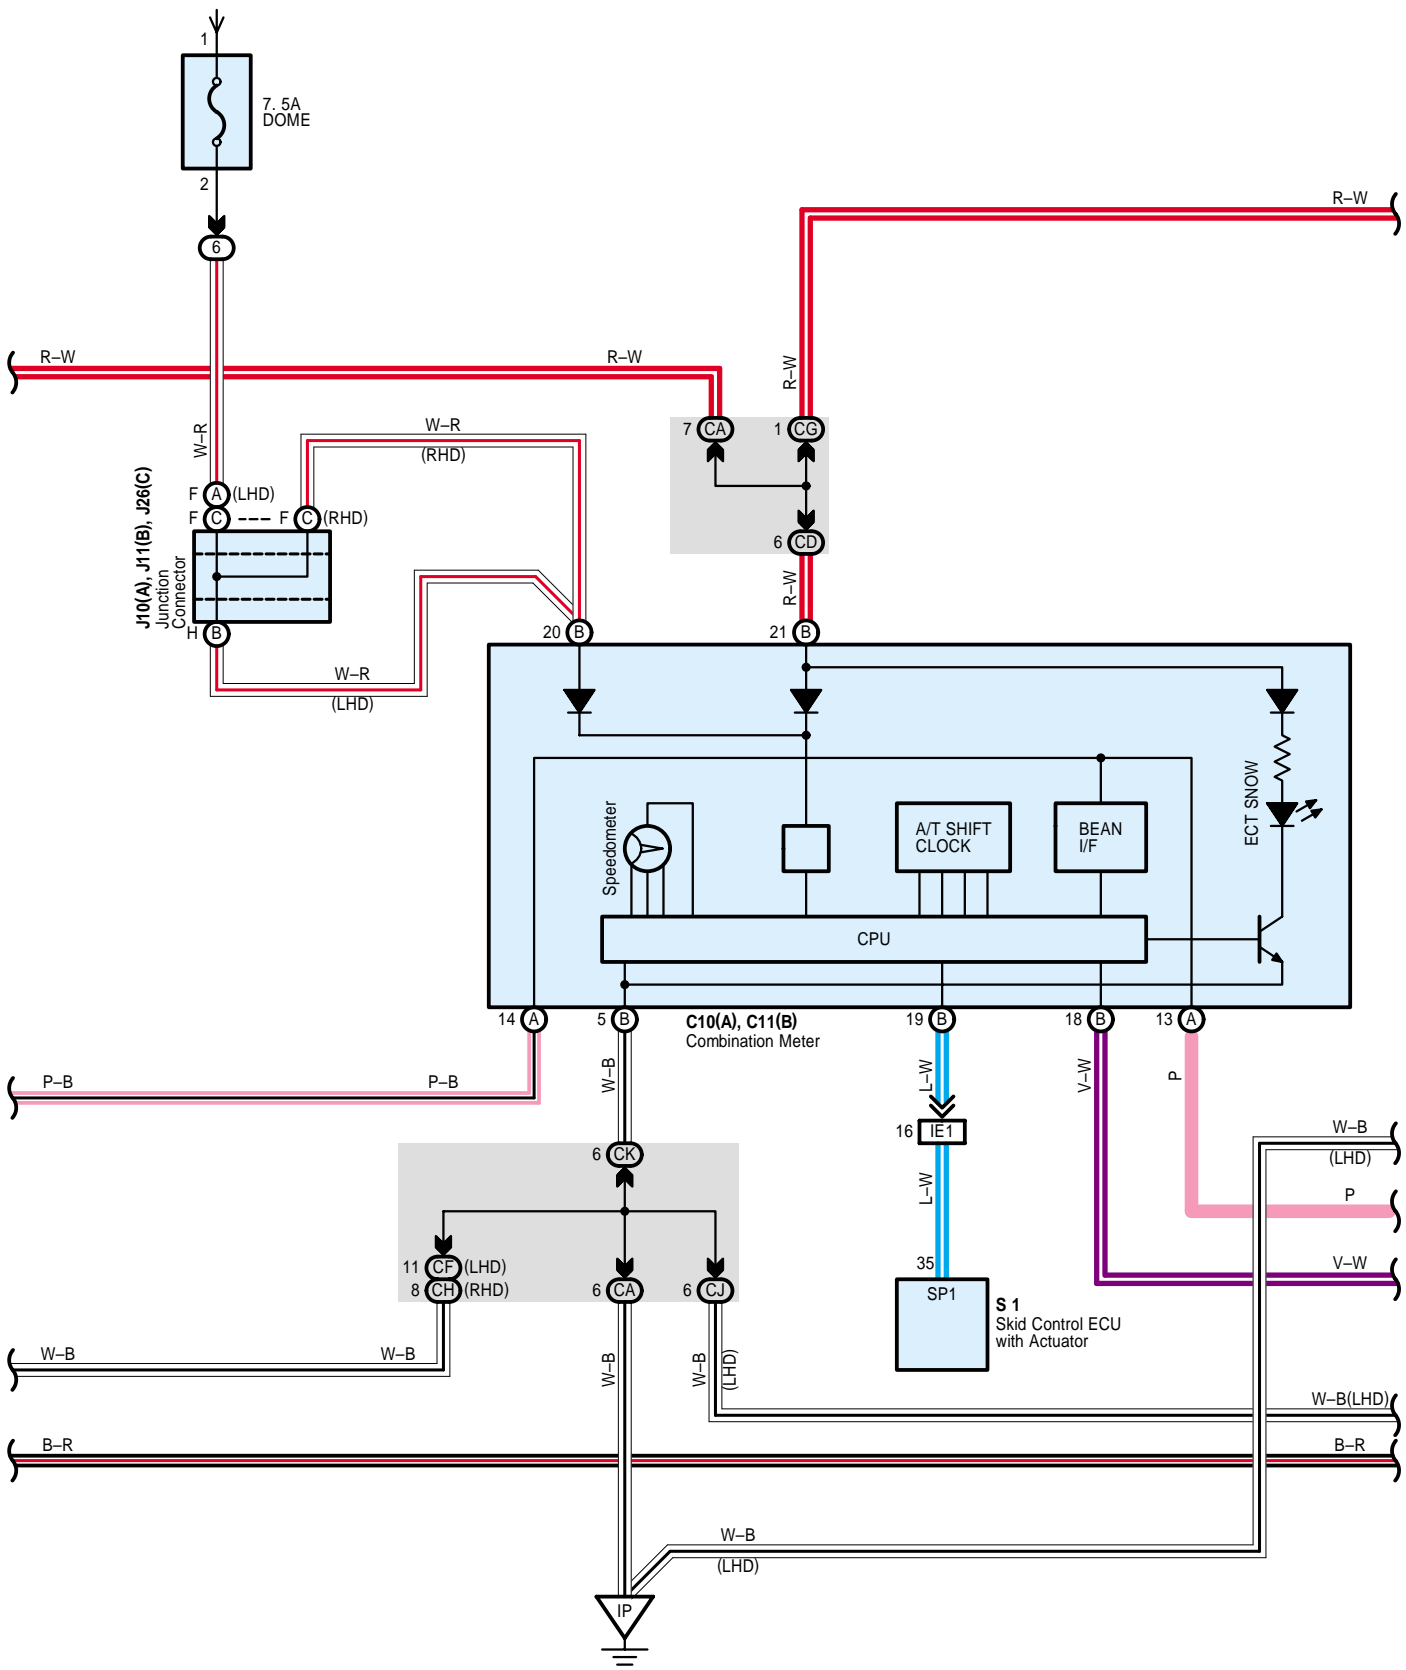 1
7. 5A
DOME
2
6
R–W
R–W
R–W
R–W
W–R
W–R
(RHD)
7 CA
1 CG
F A (LHD)
F C F C (RHD)
J10(A), J11(B), J26(C)
Junction
Connector
6 CD
R–W
H B
20 B
21 B
W–R
(LHD)
ECT SNOW
Speedometer
A/T SHIFT
CLOCK
BEAN
I/F
CPU
14 A
5 B
C10(A), C11(B)
Combination Meter
19 B
18 B
13 A
W–B
L–W
V–W
P
P–B
P–B
16 IE1
W–B
(LHD)
6 CK
L–W
P
11 CF (LHD)
8 CH (RHD)
6 CA
6 CJ
35
SP1
S 1
Skid Control ECU
with Actuator
V–W
W–B
W–B
W–B
W–B
(LHD)
W–B(LHD)
B–R
B–R
W–B
(LHD)
IP